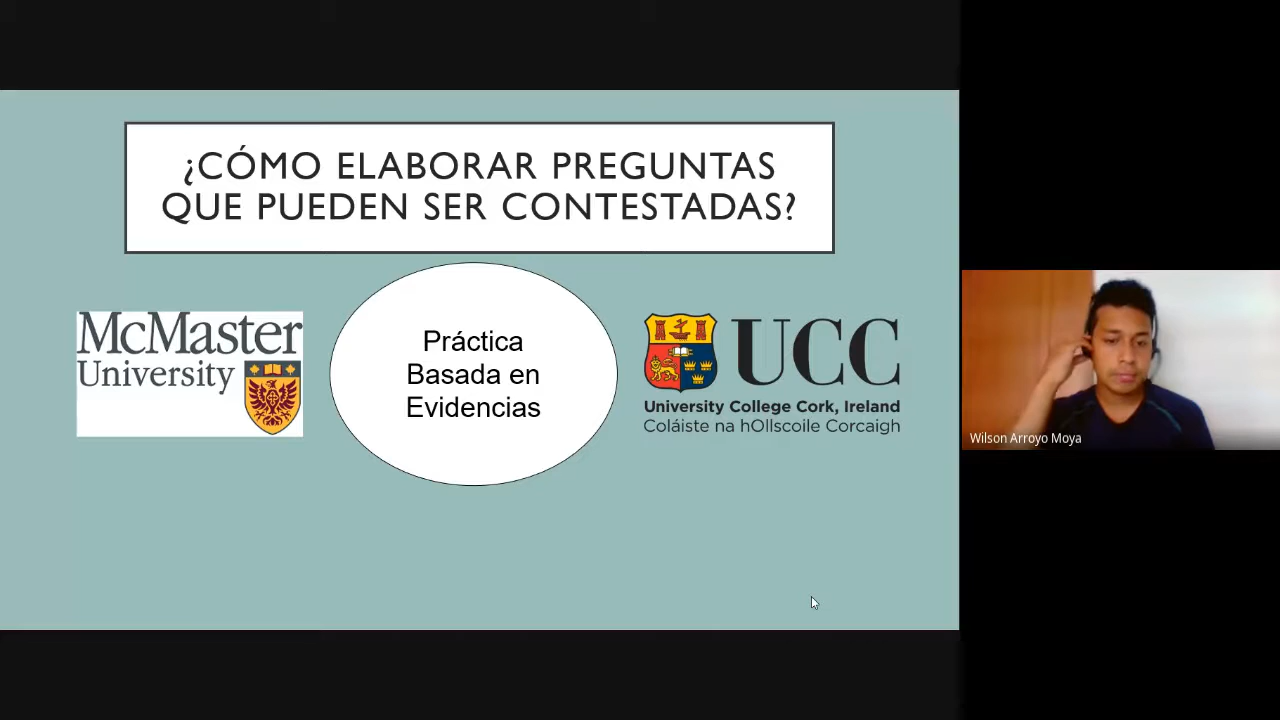 ¿CÓMO ELABORAR PREGUNTAS
QUE PUEDEN SER CONTESTADAS?
McMaster
University
Práctica
Basada en
Evidencias
UCC
University College Cork, Ireland
Coláiste na hOllscoile Corcaigh
Wilson Arroyo Moya